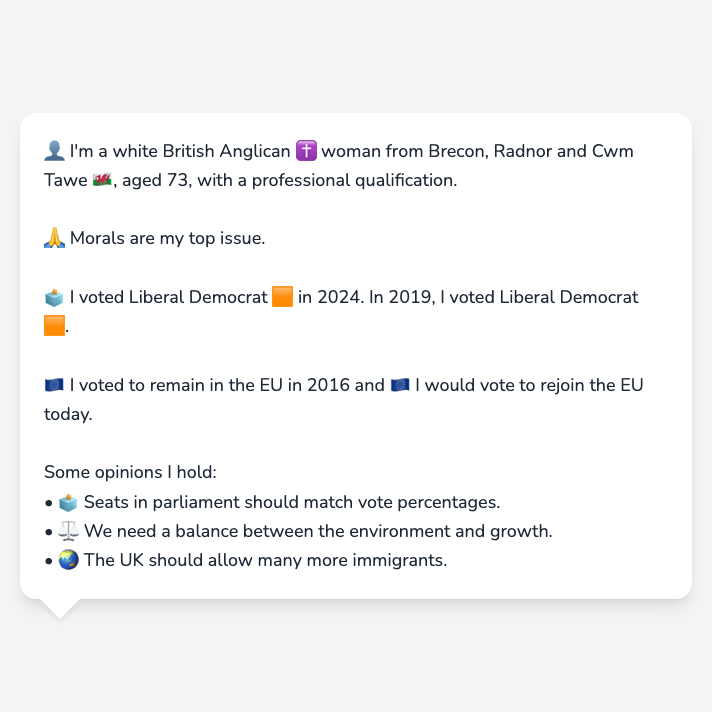 👤 I'm a white British Anglican ✝️ woman from Brecon, Radnor and Cwm
Tawe 🏴󠁧󠁢󠁷󠁬󠁳󠁿, aged 73, with a professional qualification.
🙏 Morals are my top issue.
🗳️ I voted Liberal Democrat 🟧 in 2024. In 2019, I voted Liberal Democrat
🟧.
🇪🇺 I voted to remain in the EU in 2016 and 🇪🇺 I would vote to rejoin the EU
today.
Some opinions I hold:
• 🗳️ Seats in parliament should match vote percentages.
• ⚖️ We need a balance between the environment and growth.
• 🌏 The UK should allow many more immigrants.